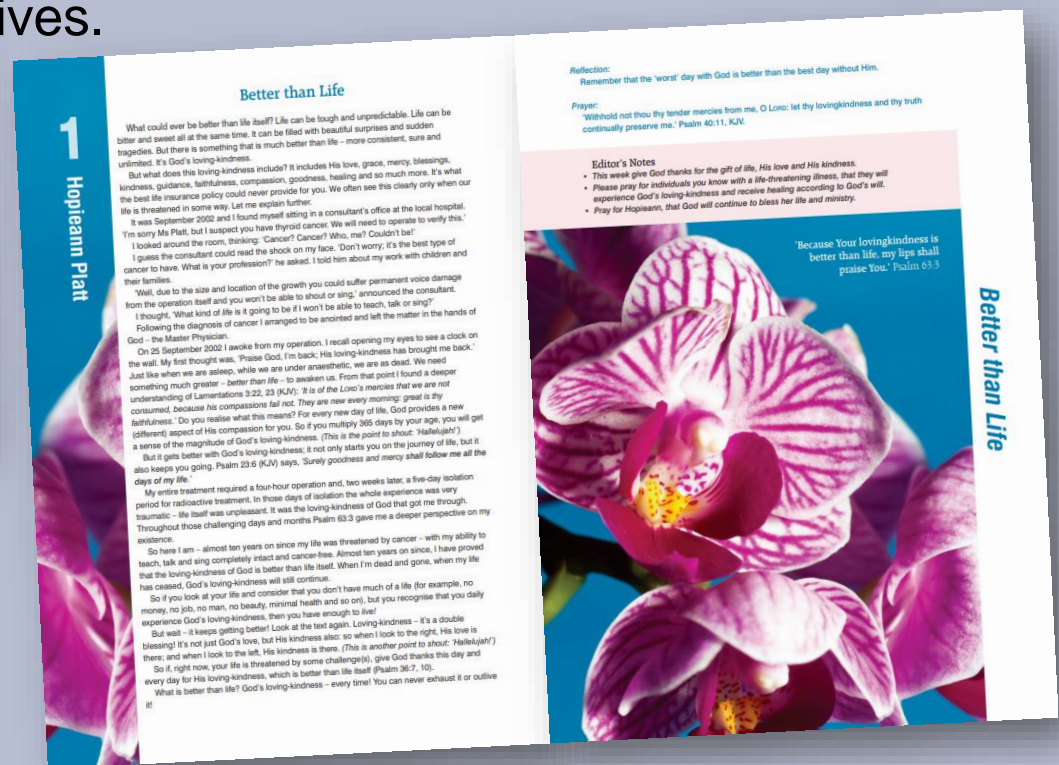 ives.
1 Hopieann Platt
Better than Life
What could ever be better than life itself? Life can be tough and unpredictable. Life can be
bitter and sweet all at the same time. It can be filled with beautiful surprises and sudden
tragedies. But there is something that is much better than life – more consistent, sure and
unlimited. It's God's loving-kindness.
But what does this loving-kindness include? It includes His love, grace, mercy, blessings,
kindness, guidance, faithfulness, compassion, goodness, healing and so much more. It's what
the best life insurance policy could never provide for you. We often see this clearly only when our
life is threatened in some way. Let me explain further.
It was September 2002 and I found myself sitting in a consultant's office at the local hospital.
'I'm sorry Ms Platt, but I suspect you have thyroid cancer. We will need to operate to verify this.'
I looked around the room, thinking: 'Cancer? Cancer? Who, me? Couldn't be!'
I guess the consultant could read the shock on my face. 'Don't worry; it's the best type of
cancer to have. What is your profession?' he asked. I told him about my work with children and
their families.
'Well, due to the size and location of the growth you could suffer permanent voice damage
from the operation itself and you won't be able to shout or sing,' announced the consultant.
I thought, 'What kind of life is it going to be if I won't be able to teach, talk or sing?'
Following the diagnosis of cancer I arranged to be anointed and left the matter in the hands of
God – the Master Physician.
On 25 September 2002 I awoke from my operation. I recall opening my eyes to see a clock on
the wall. My first thought was, 'Praise God, I'm back; His loving-kindness has brought me back.'
Just like when we are asleep, while we are under anaesthetic, we are as dead. We need
something much greater – better than life – to awaken us. From that point I found a deeper
understanding of Lamentations 3:22, 23 (KJV): 'It is of the LORD's mercies that we are not
consumed, because his compassions fail not. They are new every morning: great is thy
faithfulness.' Do you realise what this means? For every new day of life, God provides a new
(different) aspect of His compassion for you. So if you multiply 365 days by your age, you will get
a sense of the magnitude of God's loving-kindness. (This is the point to shout: 'Hallelujah!')
But it gets better with God's loving-kindness; it not only starts you on the journey of life, but it
also keeps you going. Psalm 23:6 (KJV) says, 'Surely goodness and mercy shall follow me all the
days of my life.'
My entire treatment required a four-hour operation and, two weeks later, a five-day isolation
period for radioactive treatment. In those days of isolation the whole experience was very
traumatic – life itself was unpleasant. It was the loving-kindness of God that got me through.
Throughout those challenging days and months Psalm 63:3 gave me a deeper perspective on my
existence.
So here I am – almost ten years on since my life was threatened by cancer – with my ability to
teach, talk and sing completely intact and cancer-free. Almost ten years on since, I have proved
that the loving-kindness of God is better than life itself. When I'm dead and gone, when my life
has ceased, God's loving-kindness will still continue.
So if you look at your life and consider that you don't have much of a life (for example, no
money, no job, no man, no beauty, minimal health and so on), but you recognise that you daily
experience God's loving-kindness, then you have enough to live!
But wait – it keeps getting better! Look at the text again. Loving-kindness – it's a double
blessing! It's not just God's love, but His kindness also: so when I look to the right, His love is
there; and when I look to the left, His kindness is there. (This is another point to shout: 'Hallelujah!')
So if, right now, your life is threatened by some challenge(s), give God thanks this day and
every day for His loving-kindness, which is better than life itself (Psalm 36:7, 10).
What is better than life? God's loving-kindness – every time! You can never exhaust it or outlive
it!
Reflection:
Remember that the 'worst' day with God is better than the best day without Him.
Prayer:
'Withhold not thou thy tender mercies from me, O LORD: let thy lovingkindness and thy truth
continually preserve me.' Psalm 40:11, KJV.
Editor's Notes
• This week give God thanks for the gift of life, His love and His kindness.
• Please pray for individuals you know with a life-threatening illness, that they will
experience God's loving-kindness and receive healing according to God's will.
• Pray for Hopieann, that God will continue to bless her life and ministry.
'Because Your lovingkindness is
better than life, my lips shall
praise You.' Psalm 63:3
Better than Life